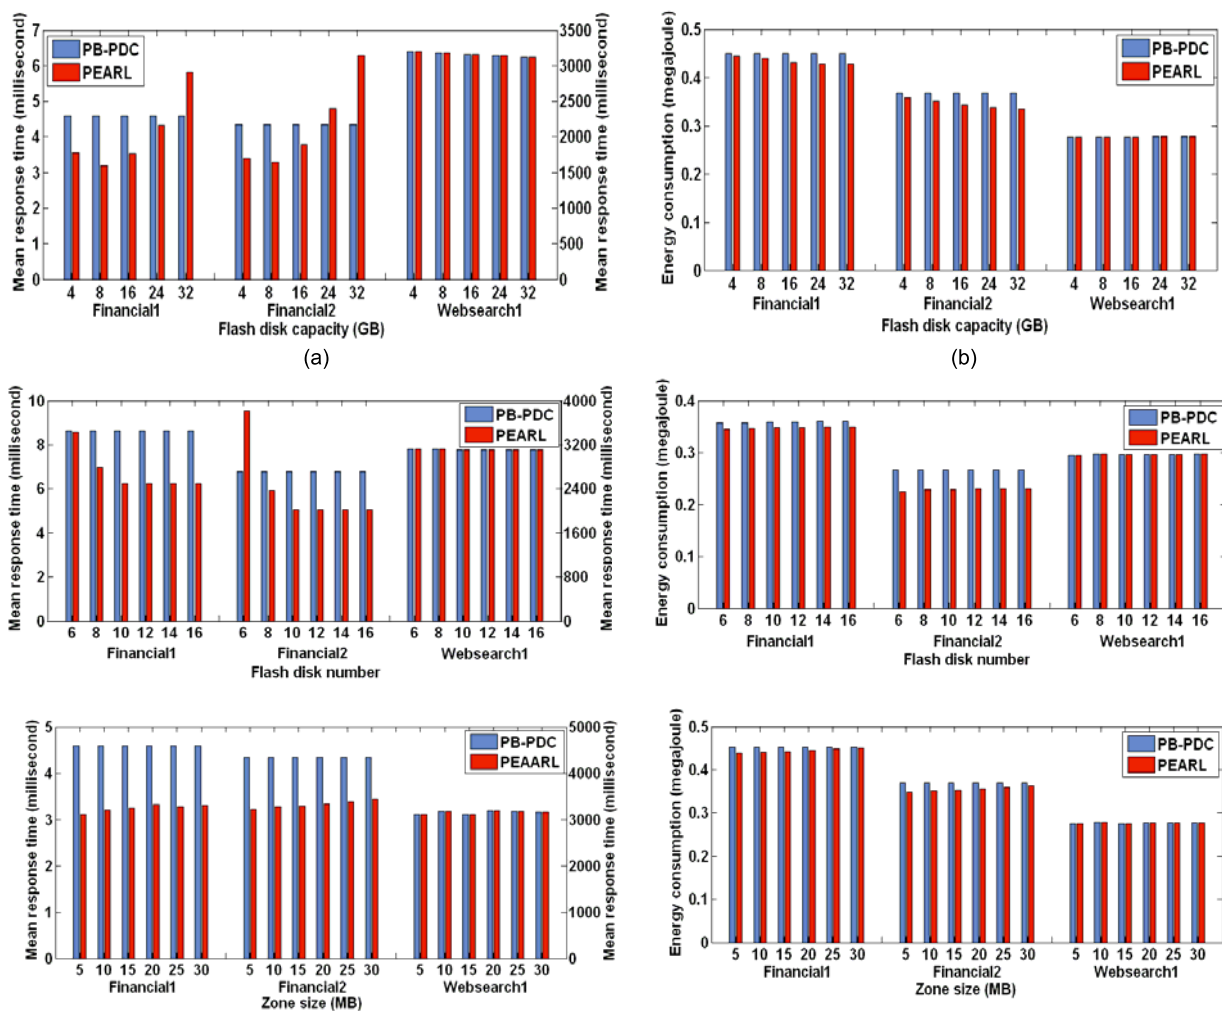 Mean response time (millisecond)
7
6
5
4
3
2
1
0
PB-PDC
PEARL
3500
3000
2500
2000
1500
1000
500
0
Mean response time (millisecond)
4 8 16 24 32 4 8 16 24 32 4 8 16 24 32
Financial1 Financial2 Websearch1
Flash disk capacity (GB)
(a)
Energy consumption (megajoule)
0.5
0.4
0.3
0.2
0.1
0
PB-PDC
PEARL
4 8 16 24 32 4 8 16 24 32 4 8 16 24 32
Financial1 Financial2 Websearch1
Flash disk capacity (GB)
(b)
Mean response time (millisecond)
10
8
6
4
2
0
PB-PDC
PEARL
4000
3200
2400
1600
800
0
Mean response time (millisecond)
6 8 10 12 14 16 6 8 10 12 14 16 6 8 10 12 14 16
Financial1 Financial2 Websearch1
Flash disk number
Energy consumption (megajoule)
0.4
0.3
0.2
0.1
0
PB-PDC
PEARL
6 8 10 12 14 16 6 8 10 12 14 16 6 8 10 12 14 16
Financial1 Financial2 Websearch1
Flash disk number
Mean response time (millisecond)
5
4
3
2
1
0
PB-PDC
PEAARL
5000
4000
3000
2000
1000
0
Mean response time (millisecond)
5 10 15 20 25 30 5 10 15 20 25 30 5 10 15 20 25 30
Financial1 Financial2 Websearch1
Zone size (MB)
Energy consumption (megajoule)
0.5
0.4
0.3
0.2
0.1
0
PB-PDC
PEARL
5 10 15 20 25 30 5 10 15 20 25 30 5 10 15 20 25 30
Financial1 Financial2 Websearch1
Zone size (MB)